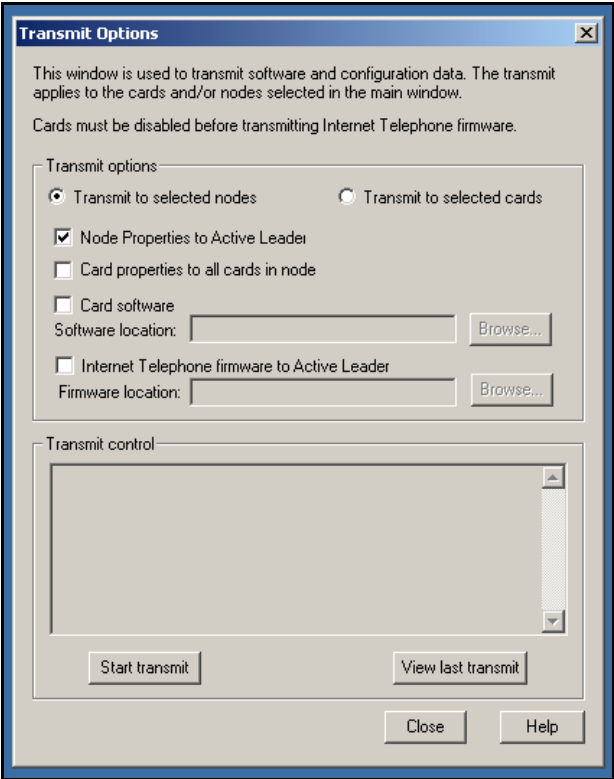 Transmit Options
This window is used to transmit software and configuration data. The transmit
applies to the cards and/or nodes selected in the main window.
Cards must be disabled before transmitting Internet Telephone firmware.
Transmit options
Transmit to selected nodes Transmit to selected cards
Node Properties to Active Leader
Card properties to all cards in node
Card software
Software location: Browse...
Internet Telephone firmware to Active Leader
Firmware location: Browse...
Transmit control
Start transmit View last transmit
Close Help